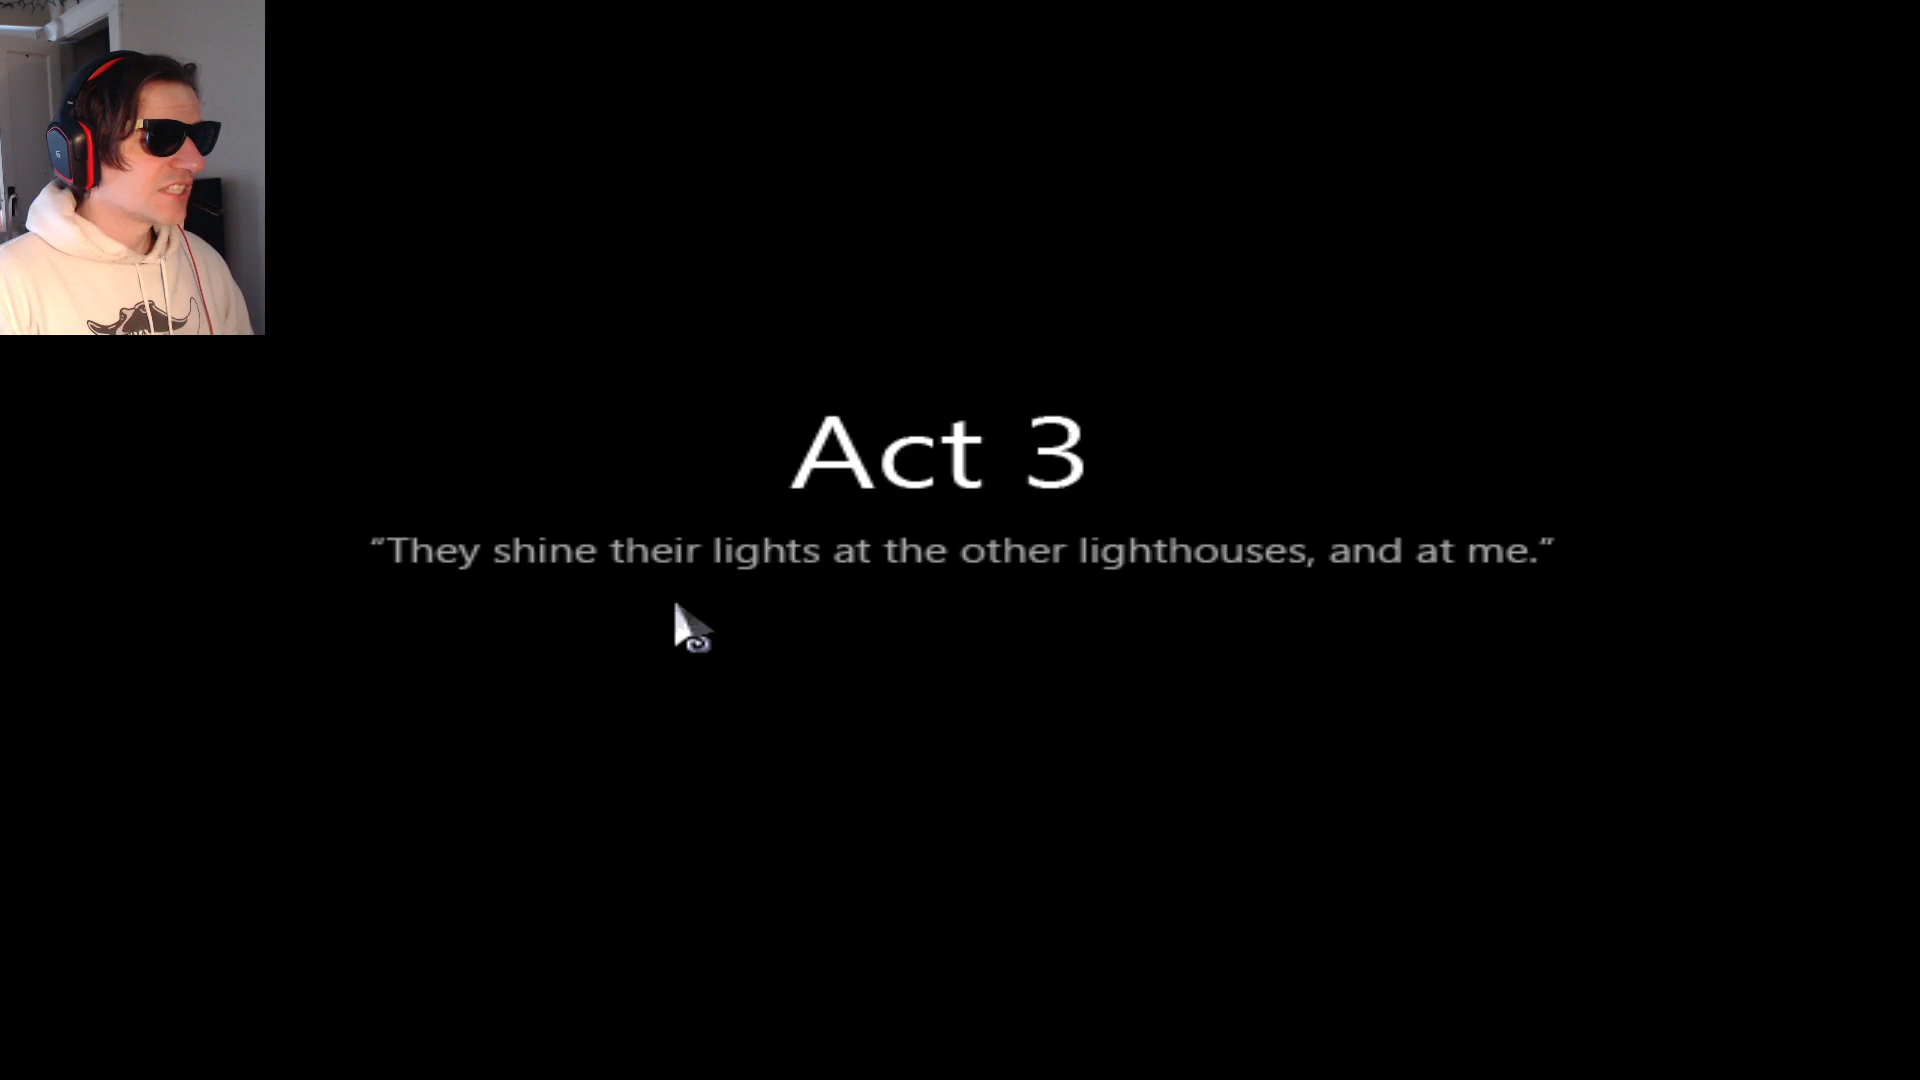 Act 3
“They shine their lights at the other lighthouses, and at me.”